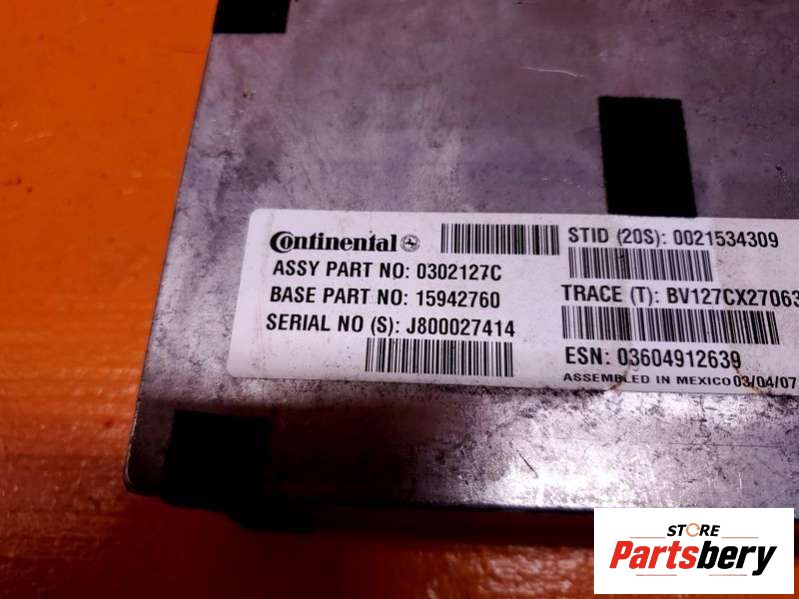 Continental
ASSY PART NO: 0302127C
BASE PART NO: 15942760
SERIAL NO (S): J800027414
STID (20S): 0021534309
TRACE (T): BV127CX27063
ESN: 03604912639
ASSEMBLED IN MEXICO 03/04/07
STORE
Partsbery